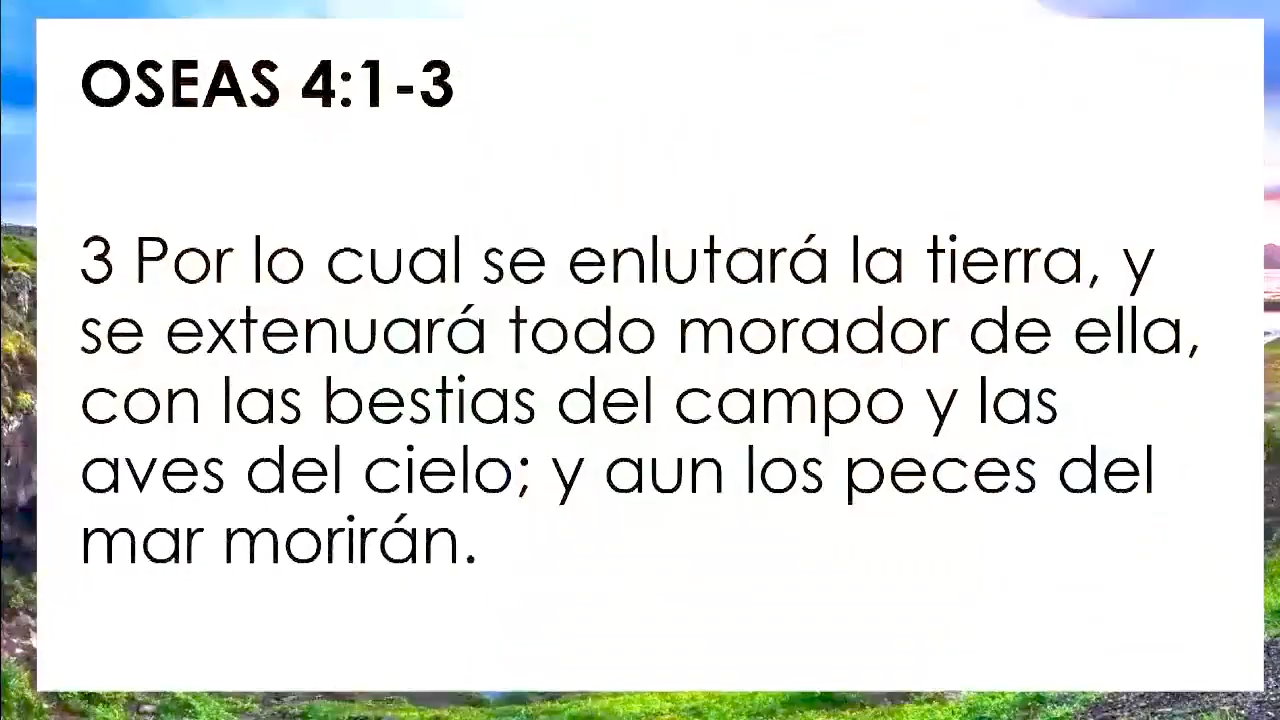 OSEAS 4:1-3
3 Por lo cual se enlutará la tierra, y
se extenuará todo morador de ella,
con las bestias del campo y las
aves del cielo; y aun los peces del
mar morirán.